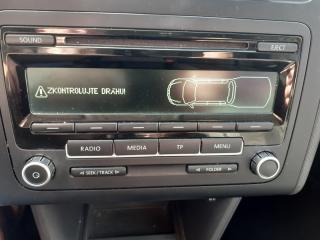 SOUND
EJECT
ZKONTROLUJTE DRÁHU!
RADIO
MEDIA
TP
MENU
SEEK / TRACK
FOLDER